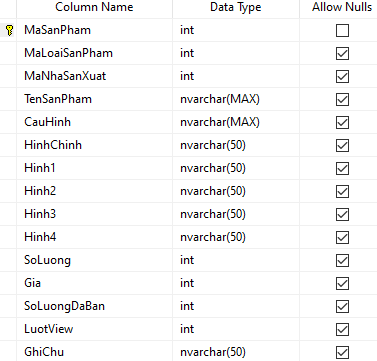 Column Name Data Type Allow Nulls
MaSanPham int
MaLoaiSanPham int
MaNhaSanXuat int
TenSanPham nvarchar(MAX)
CauHinh nvarchar(MAX)
HinhChinh nvarchar(50)
Hinh1 nvarchar(50)
Hinh2 nvarchar(50)
Hinh3 nvarchar(50)
Hinh4 nvarchar(50)
SoLuong int
Gia int
SoLuongDaBan int
LuotView int
GhiChu nvarchar(50)